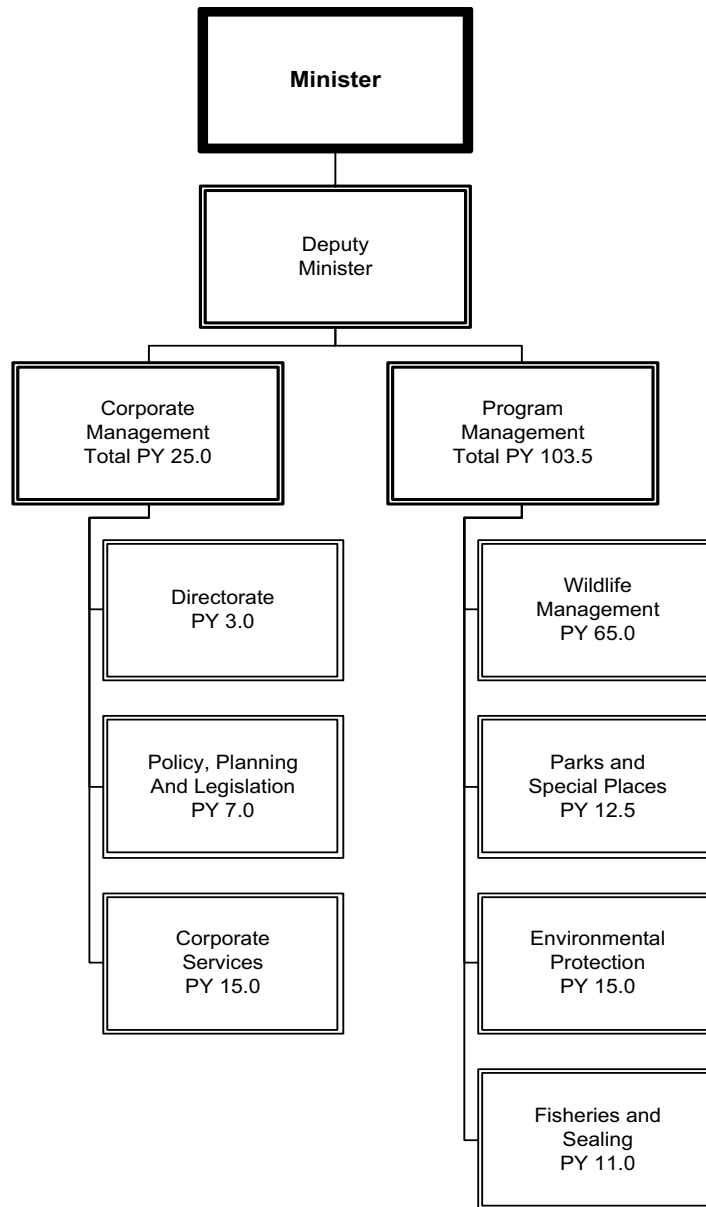 Minister
Deputy
Minister
Corporate
Management
Total PY 25.0
Program
Management
Total PY 103.5
Directorate
PY 3.0
Policy, Planning
And Legislation
PY 7.0
Corporate
Services
PY 15.0
Wildlife
Management
PY 65.0
Parks and
Special Places
PY 12.5
Environmental
Protection
PY 15.0
Fisheries and
Sealing
PY 11.0